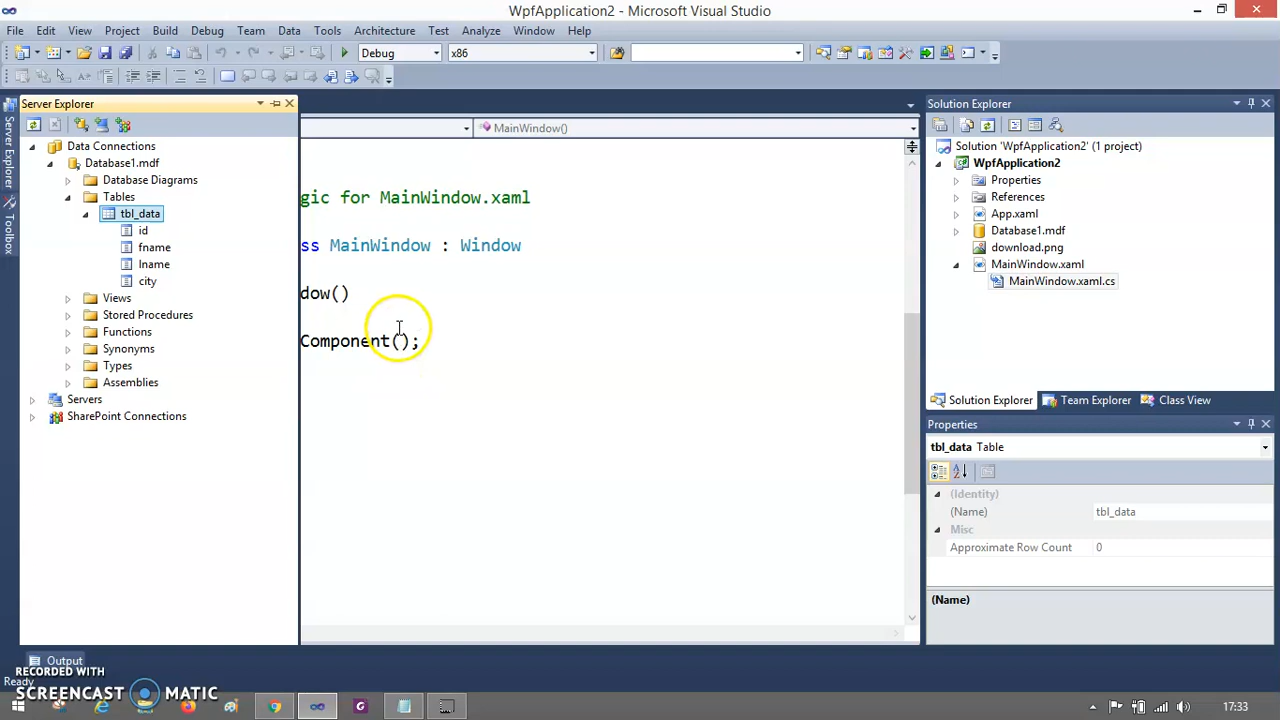 WpfApplication2 - Microsoft Visual Studio
File Edit View Project Build Debug Team Data Tools Architecture Test Analyze Window Help
Debug x86
Server Explorer
Server Explorer
Toolbox
Data Connections
Database1.mdf
Database Diagrams
Tables
tbl_data
id
fname
lname
city
Views
Stored Procedures
Functions
Synonyms
Types
Assemblies
Servers
SharePoint Connections
MainWindow()
gic for MainWindow.xaml
ss MainWindow : Window
dow()
Component();
Solution Explorer
Solution 'WpfApplication2' (1 project)
WpfApplication2
Properties
References
App.xaml
Database1.mdf
download.png
MainWindow.xaml
MainWindow.xaml.cs
Solution Explorer Team Explorer Class View
Properties
tbl_data Table
(Identity)
(Name) tbl_data
Misc
Approximate Row Count 0
(Name)
Output
Ready
RECORDED WITH
SCREENCAST MATIC
17:33